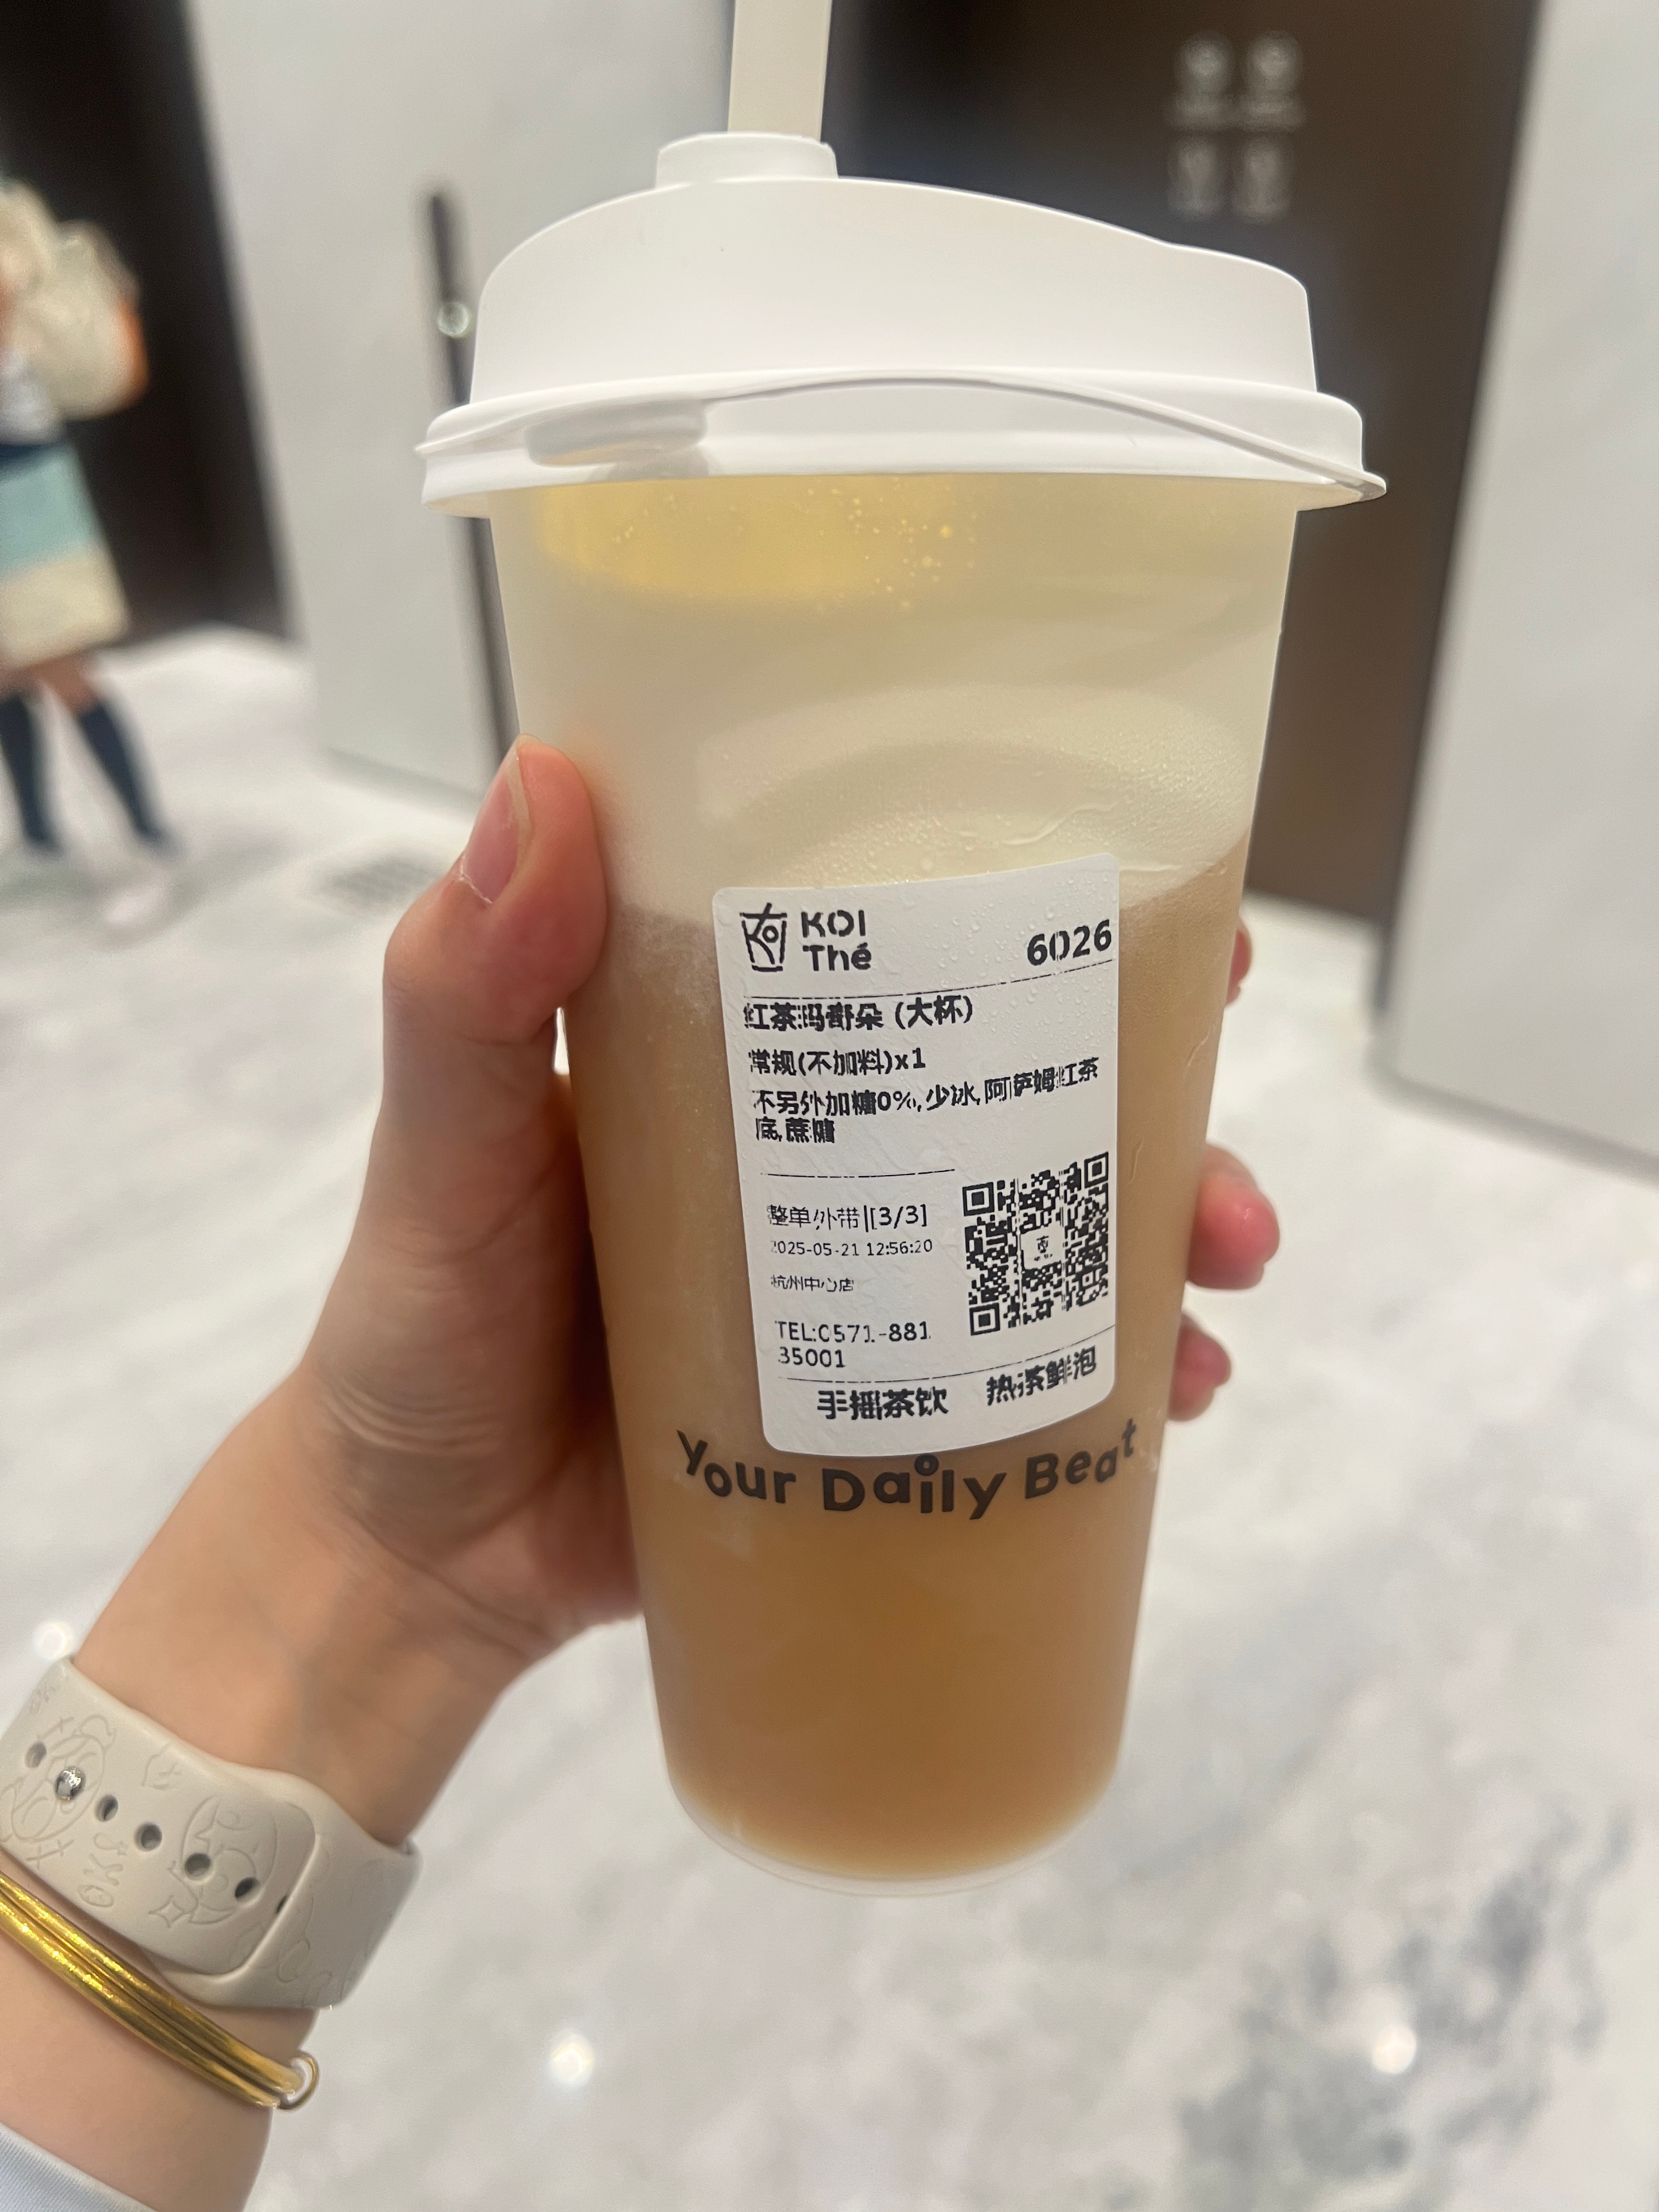 KOI
Thé
6026
红茶玛奇朵（大杯）
常规(不加料)x1
不另外加糖0%,少冰,阿萨姆红茶
底,蔗糖
整单外带|[3/3]
2025-05-21 12:56:20
杭州中心店
TEL:0571-881
35001
手摇茶饮 热茶鲜泡
Your Daily Beat